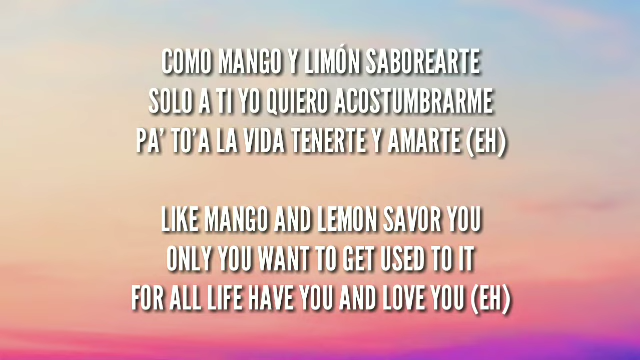 COMO MANGO Y LIMÓN SABOREARTE
SOLO A TI YO QUIERO ACOSTUMBRARME
PA' TO'A LA VIDA TENERTE Y AMARTE (EH)
LIKE MANGO AND LEMON SAVOR YOU
ONLY YOU WANT TO GET USED TO IT
FOR ALL LIFE HAVE YOU AND LOVE YOU (EH)